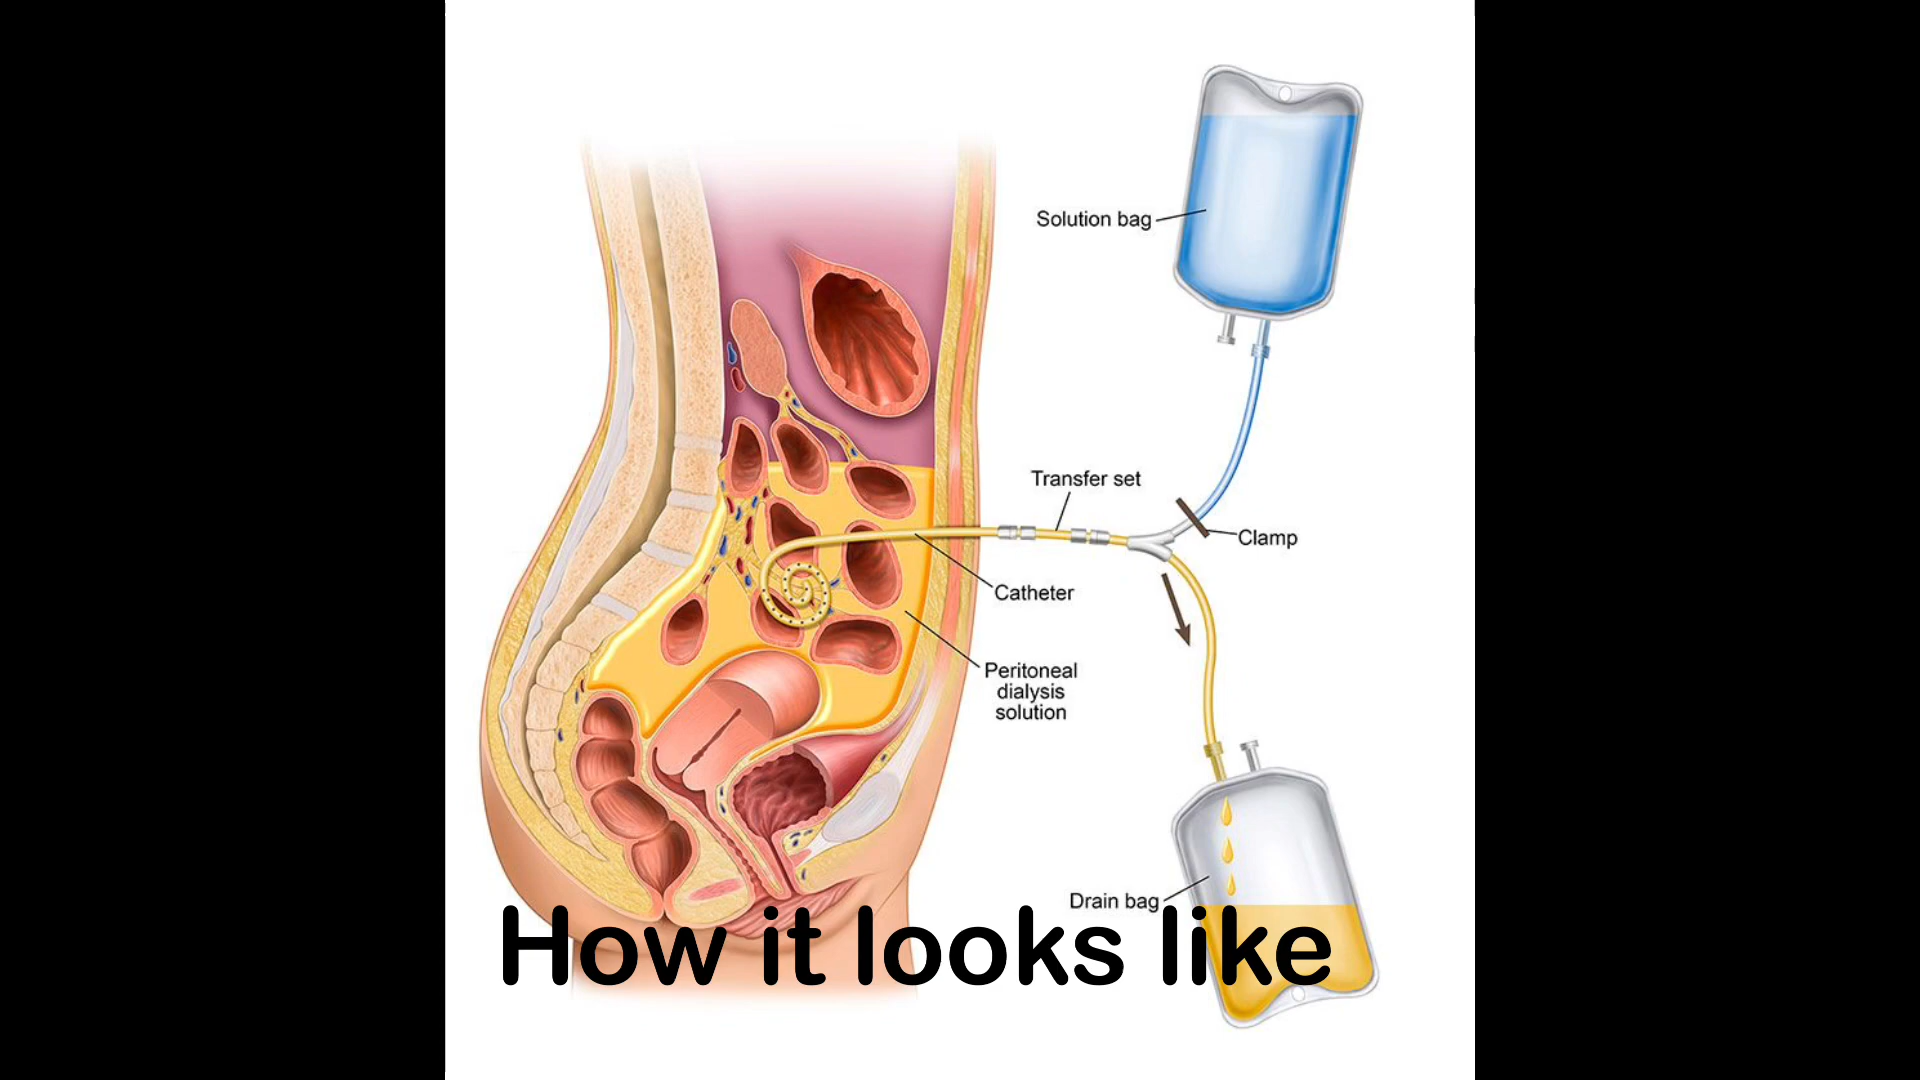 Solution bag
Transfer set
Clamp
Catheter
Peritoneal
dialysis
solution
Drain bag
How it looks like